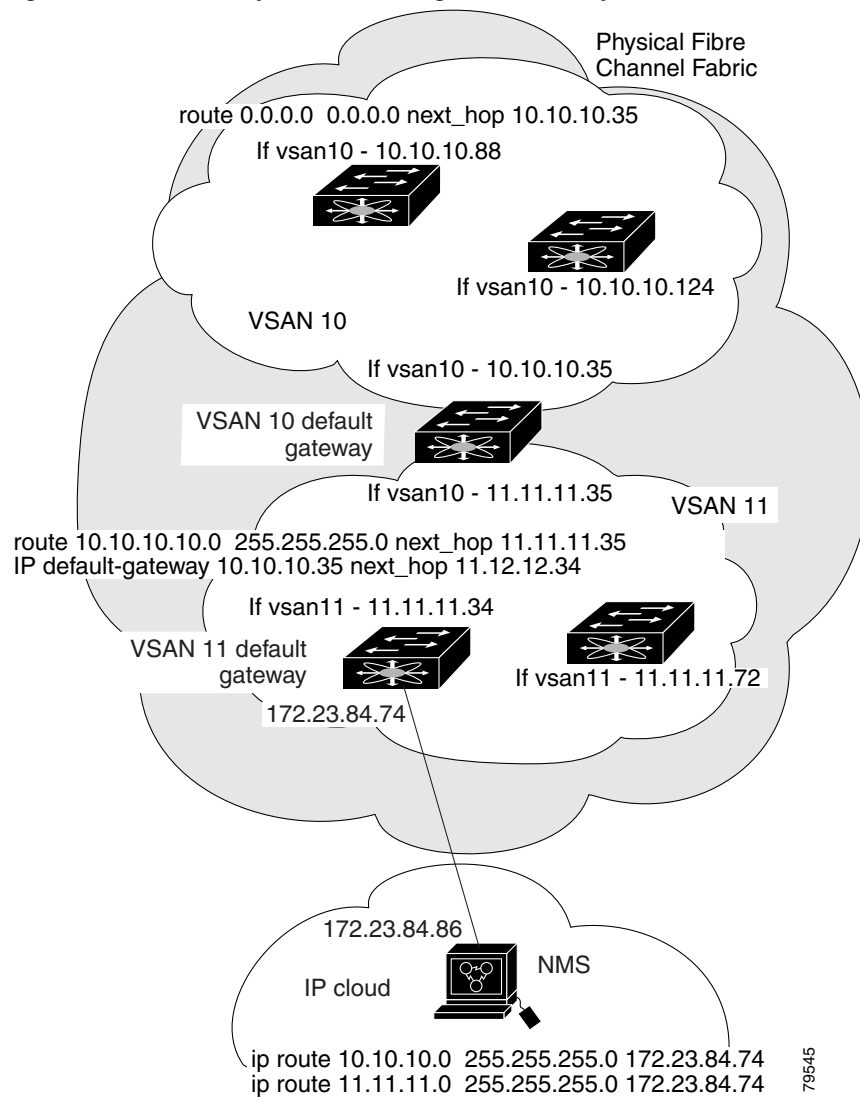 Physical Fibre
Channel Fabric
route 0.0.0.0 0.0.0.0 next_hop 10.10.10.35
If vsan10 - 10.10.10.88
If vsan10 - 10.10.10.124
VSAN 10
If vsan10 - 10.10.10.35
VSAN 10 default
gateway
If vsan10 - 11.11.11.35
VSAN 11
route 10.10.10.10.0 255.255.255.0 next_hop 11.11.11.35
IP default-gateway 10.10.10.35 next_hop 11.12.12.34
If vsan11 - 11.11.11.34
VSAN 11 default
gateway
If vsan11 - 11.11.11.72
172.23.84.74
172.23.84.86
NMS
IP cloud
ip route 10.10.10.0 255.255.255.0 172.23.84.74
ip route 11.11.11.0 255.255.255.0 172.23.84.74
79545